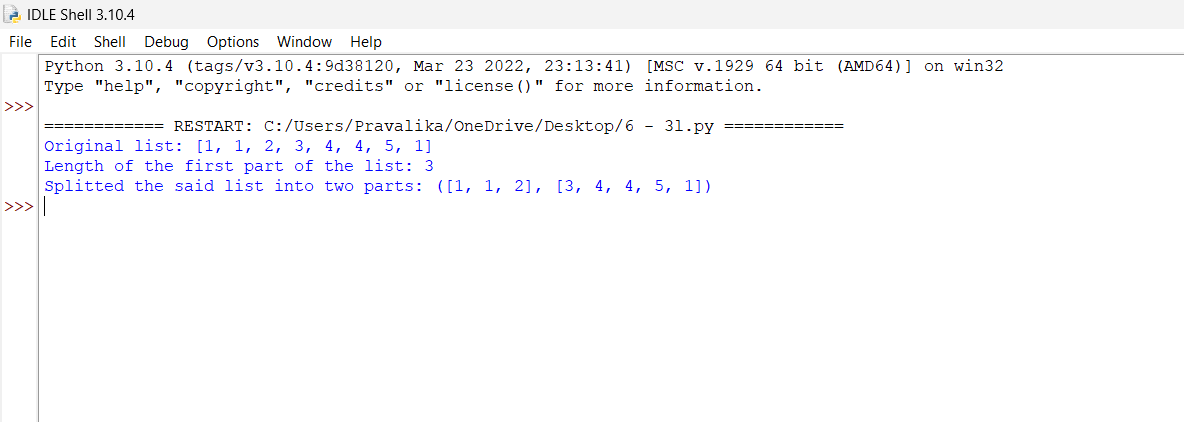 IDLE Shell 3.10.4
File Edit Shell Debug Options Window Help
Python 3.10.4 (tags/v3.10.4:9d38120, Mar 23 2022, 23:13:41) [MSC v.1929 64 bit (AMD64)] on win32
Type "help", "copyright", "credits" or "license()" for more information.
>>>
============ RESTART: C:/Users/Pravalika/OneDrive/Desktop/6 - 3l.py ============
Original list: [1, 1, 2, 3, 4, 4, 5, 1]
Length of the first part of the list: 3
Splitted the said list into two parts: ([1, 1, 2], [3, 4, 4, 5, 1])
>>>